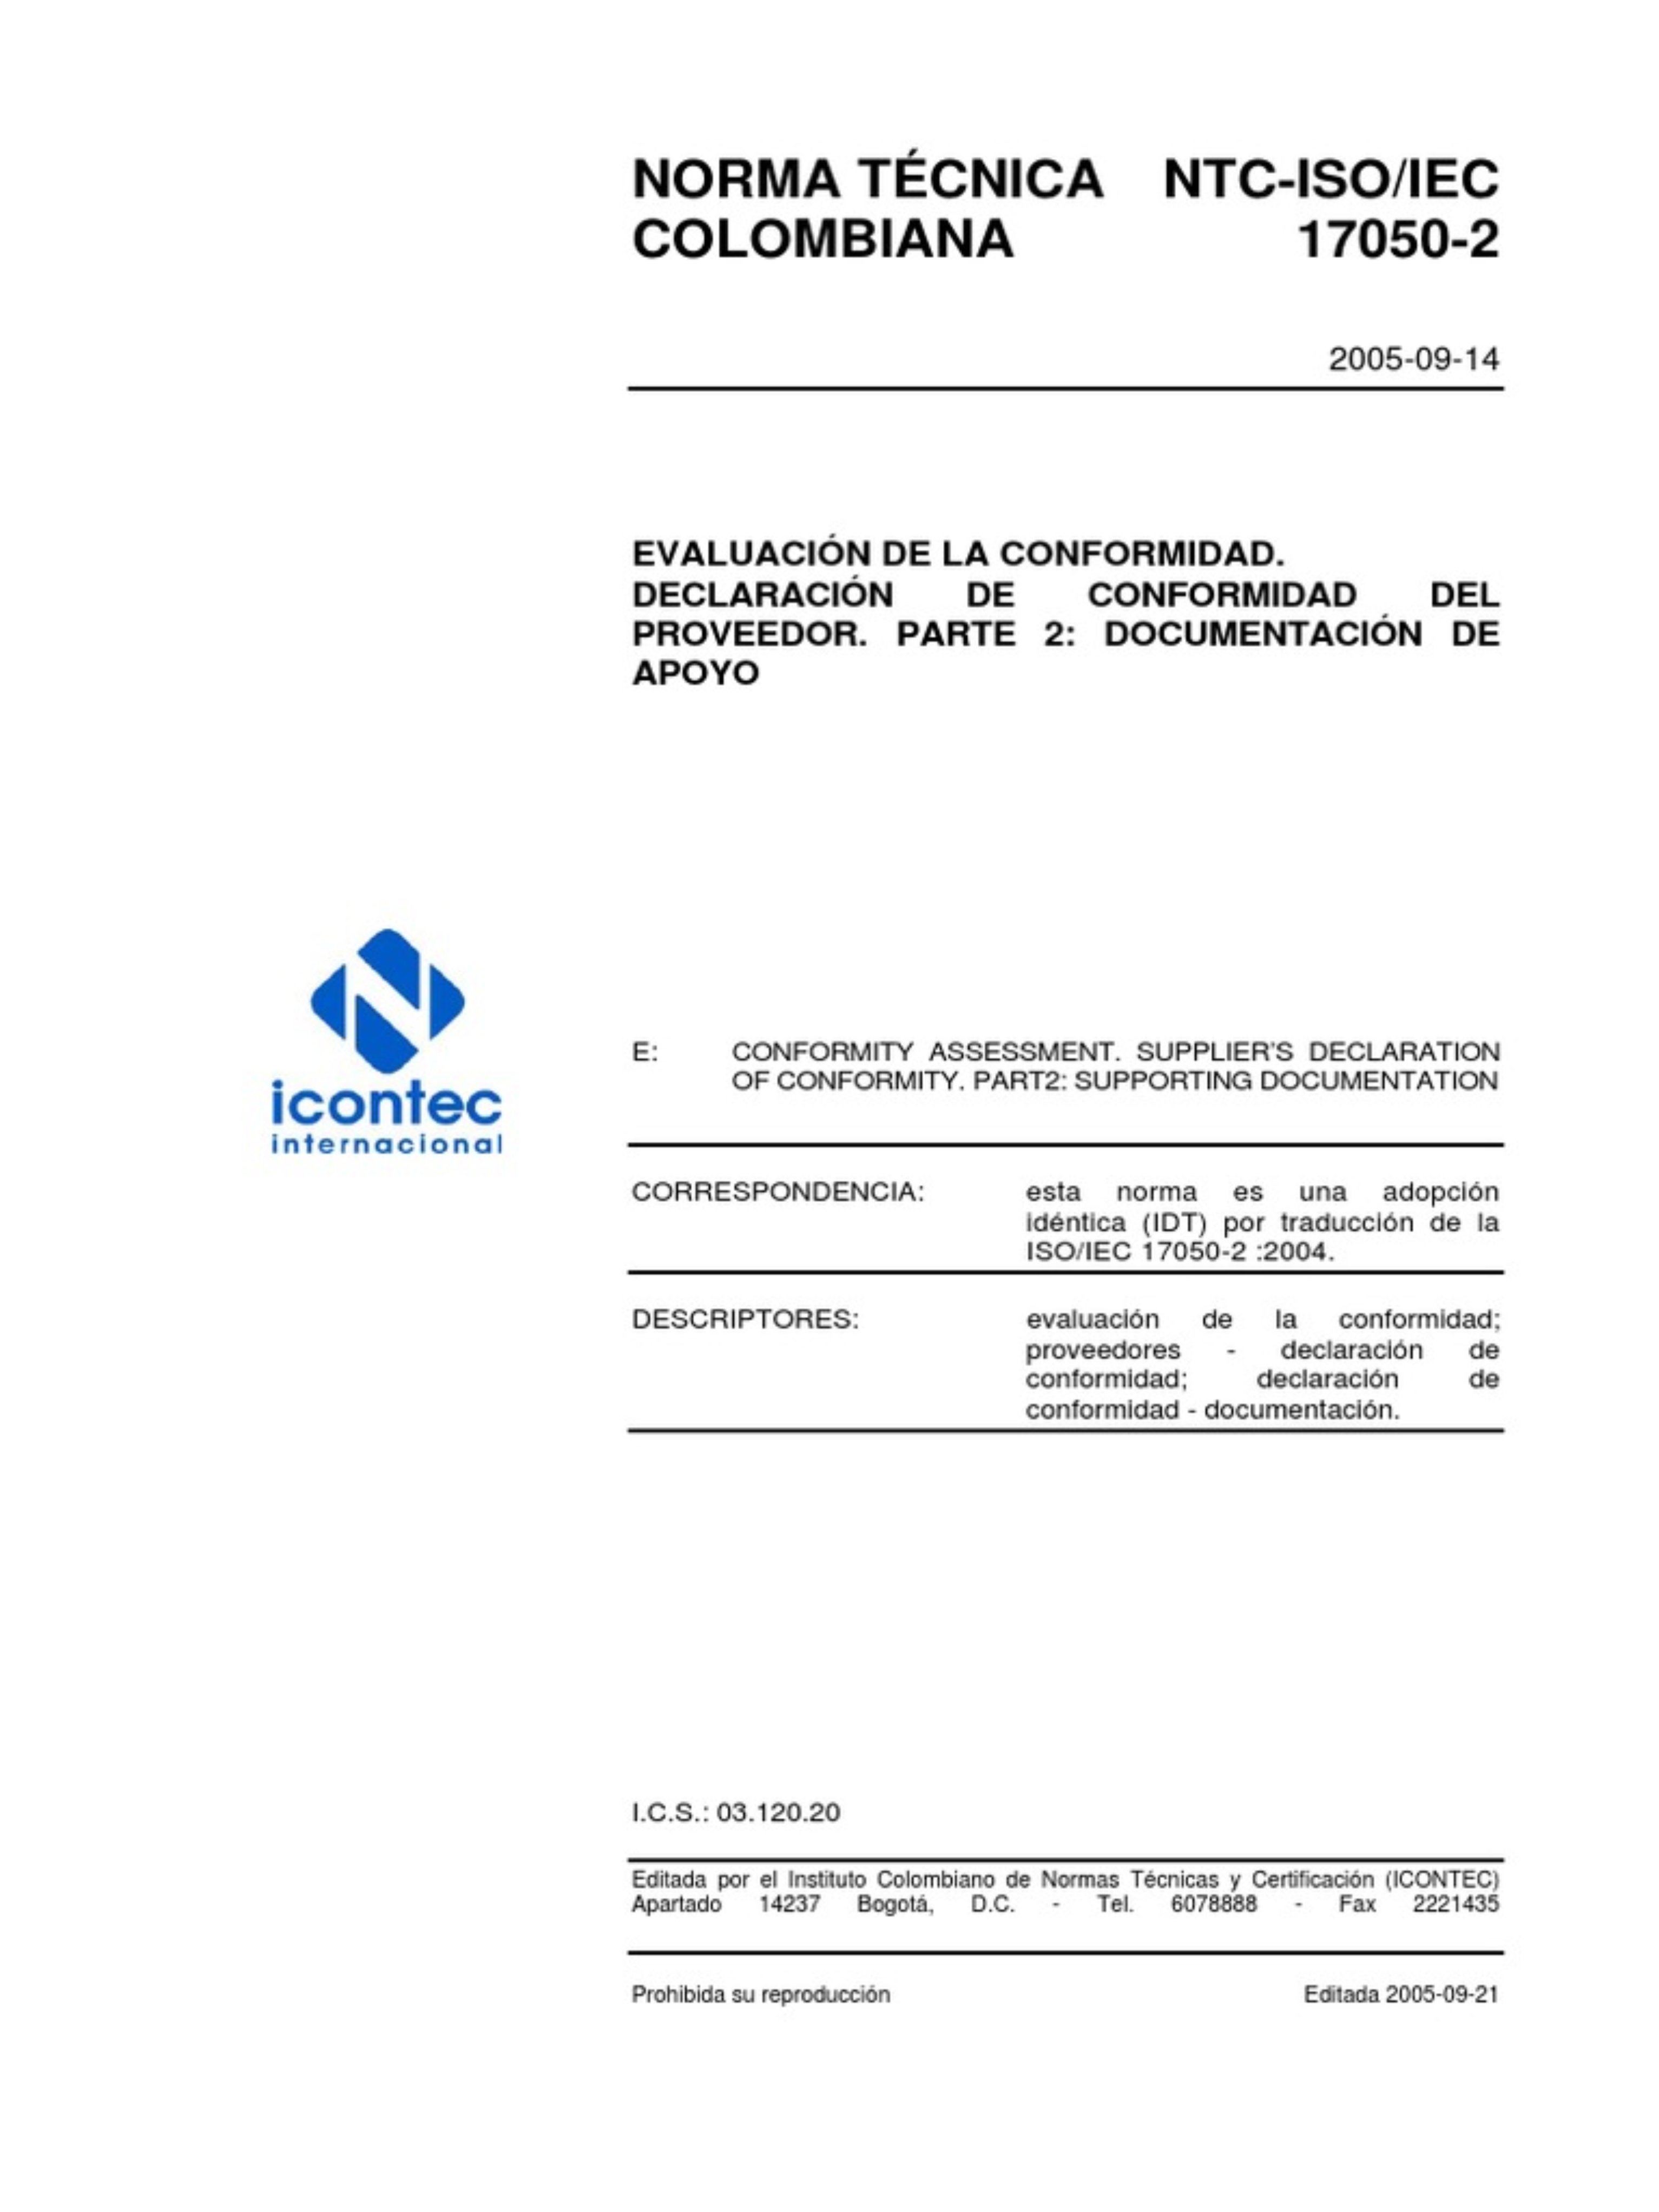 NORMA TÉCNICA NTC-ISO/IEC
COLOMBIANA 17050-2
2005-09-14
EVALUACIÓN DE LA CONFORMIDAD.
DECLARACIÓN DE CONFORMIDAD DEL
PROVEEDOR. PARTE 2: DOCUMENTACIÓN DE
APOYO
icontec
internacional
E: CONFORMITY ASSESSMENT. SUPPLIER'S DECLARATION
OF CONFORMITY. PART2: SUPPORTING DOCUMENTATION
CORRESPONDENCIA: esta norma es una adopción
idéntica (IDT) por traducción de la
ISO/IEC 17050-2 :2004.
DESCRIPTORES: evaluación de la conformidad;
proveedores - declaración de
conformidad; declaración de
conformidad - documentación.
I.C.S.: 03.120.20
Editada por el Instituto Colombiano de Normas Técnicas y Certificación (ICONTEC)
Apartado 14237 Bogotá, D.C. - Tel. 6078888 - Fax 2221435
Prohibida su reproducción Editada 2005-09-21